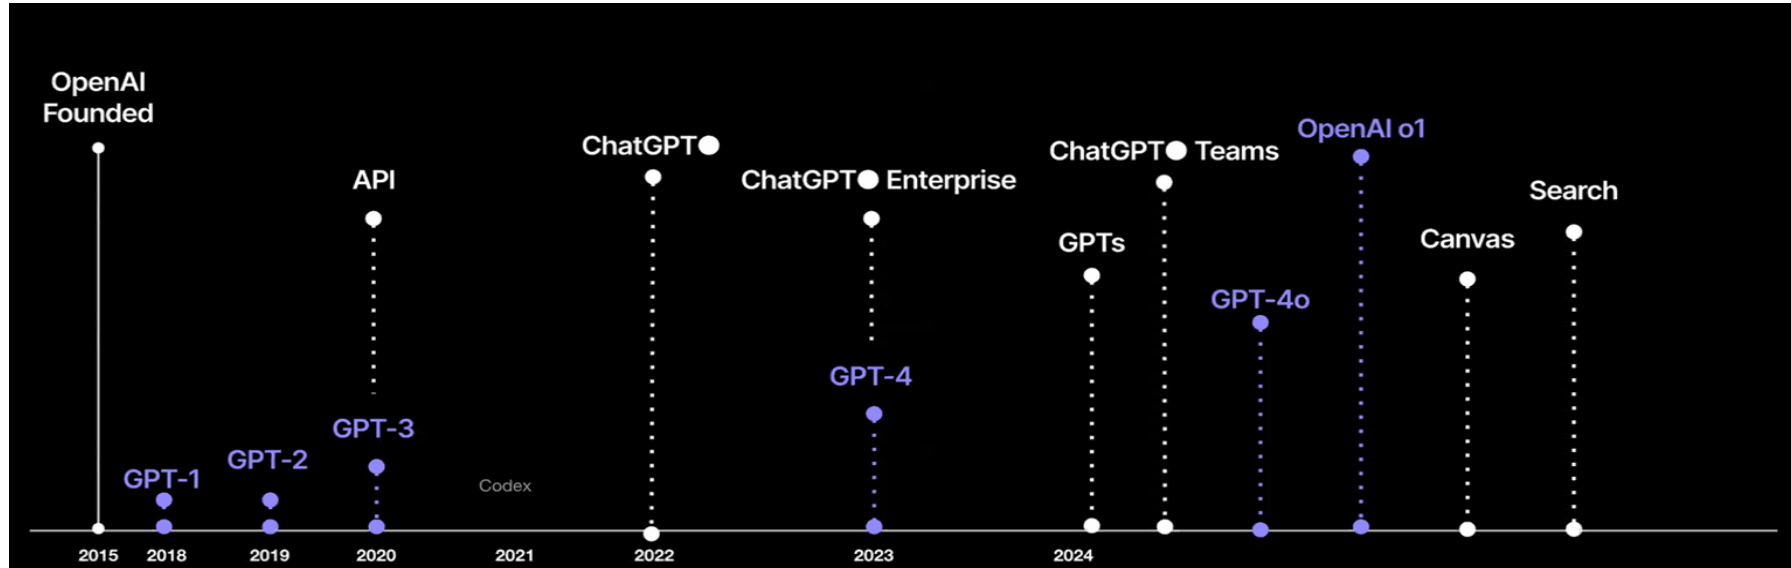 OpenAI
Founded
API
ChatGPT
ChatGPT Enterprise
ChatGPT Teams
OpenAI o1
Search
GPTs
Canvas
GPT-4o
GPT-4
GPT-3
GPT-2
GPT-1
Codex
2015 2018 2019 2020 2021 2022 2023 2024